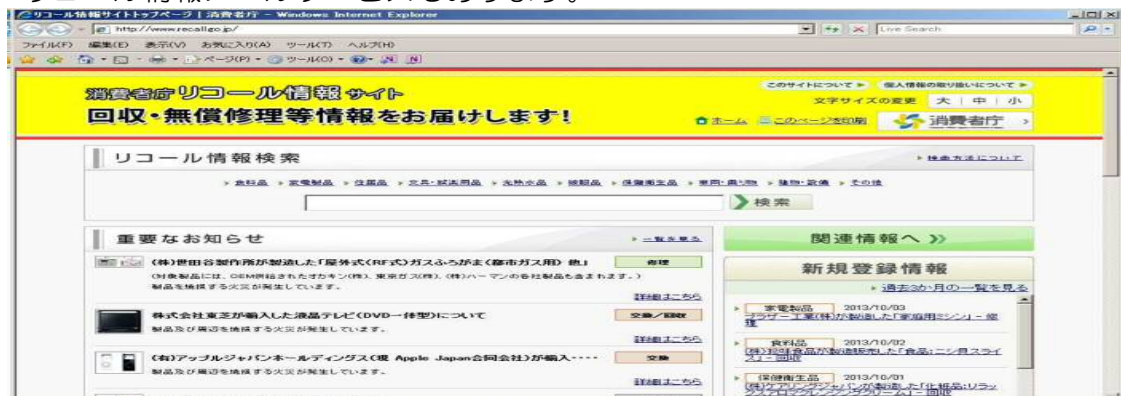 リコール情報サイトトップページ | 消費者庁 - Windows Internet Explorer
http://www.recall.go.jp/
Live Search
ファイル(F) 編集(E) 表示(V) お気に入り(A) ツール(T) ヘルプ(H)
ページ(P) ツール(O)
このサイトについて 個人情報の取り扱いについて
消費者庁リコール情報サイト
文字サイズの変更 大 | 中 | 小
回収・無償修理等情報をお届けします!
ホーム このページを印刷 消費者庁
リコール情報検索
検索方法について
食料品 家電製品 住居品 文具・娯楽用品 光熱水品 被服品 保健衛生品 車両・乗り物 建物・設備 その他
検索
重要なお知らせ
一覧を見る
関連情報へ
(株)世田谷製作所が製造した「屋外式(RF式)ガスふろがま(都市ガス用) 他」
修理
(対象製品には、OEM供給されたタカギン(株)、東京ガス(株)、(株)ハーマンの各社製品も含まれます。)
製品を焼損する火災が発生しています。
詳細はこちら
株式会社東芝が輸入した液晶テレビ(DVD一体型)について
交換/回収
製品及び周辺を焼損する火災が発生しています。
詳細はこちら
(有)アップルジャパンホールディングス(現 Apple Japan合同会社)が輸入・・・・
交換
製品及び周辺を焼損する火災が発生しています。
詳細はこちら
新規登録情報
過去3か月の一覧を見る
家電製品 2013/10/03
ブラザー工業(株)が製造した「家庭用ミシン」 - 修理
食料品 2013/10/02
2013/10/01
保健衛生品